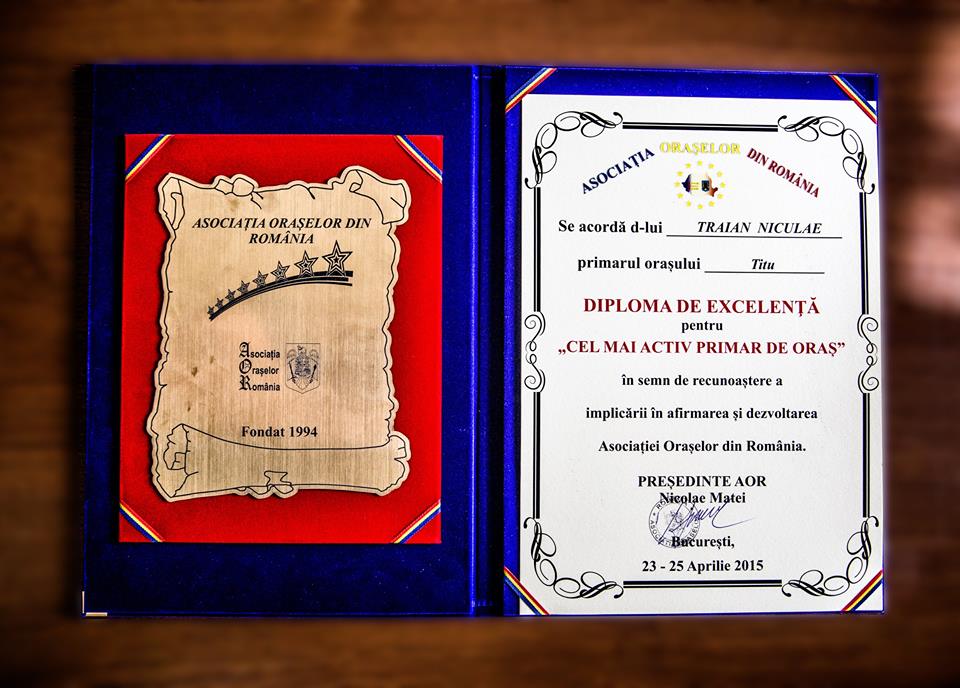 ASOCIAȚIA ORAȘELOR DIN
ROMÂNIA
Asociația
Orașelor
România
Fondat 1994
ASOCIAȚIA ORAȘELOR DIN ROMÂNIA
Se acordă d-lui TRAIAN NICULAE
primarul orașului Titu
DIPLOMA DE EXCELENȚĂ
pentru
„CEL MAI ACTIV PRIMAR DE ORAȘ”
în semn de recunoaștere a
implicării în afirmarea și dezvoltarea
Asociației Orașelor din România.
PREȘEDINTE AOR
Nicolae Matei
București,
23 - 25 Aprilie 2015